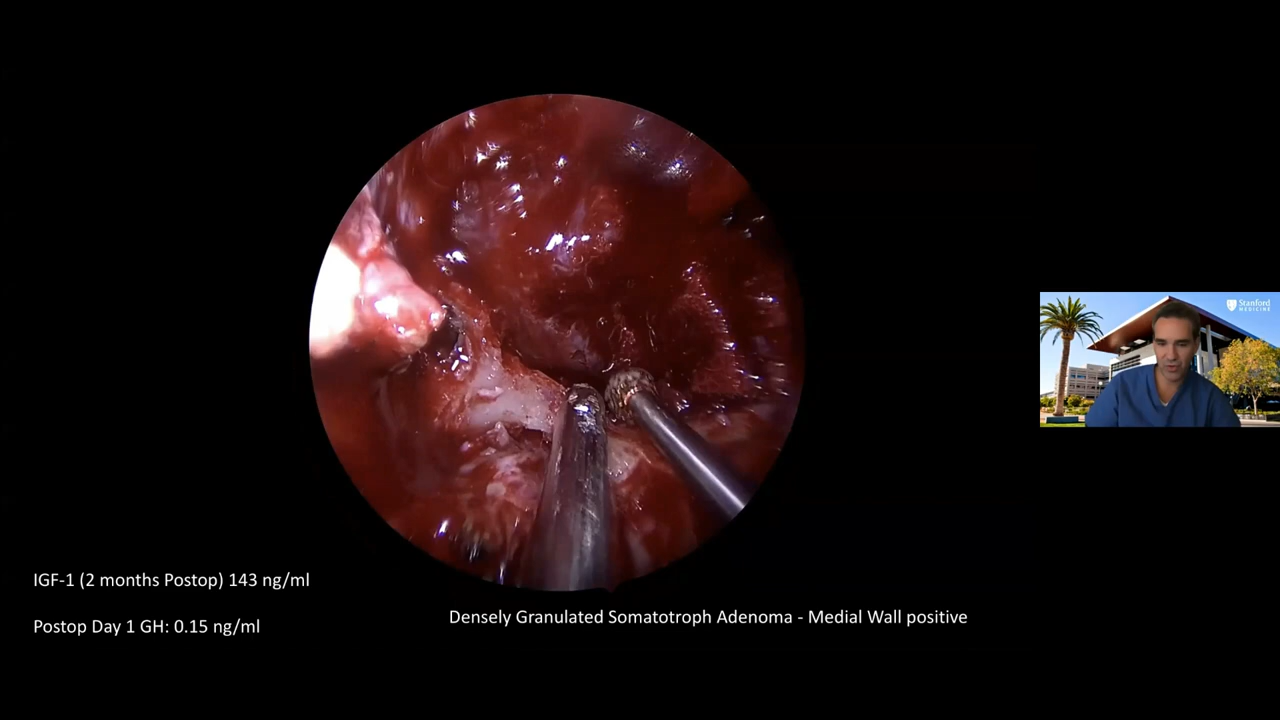 Stanford
MEDICINE
IGF-1 (2 months Postop) 143 ng/ml
Densely Granulated Somatotroph Adenoma - Medial Wall positive
Postop Day 1 GH: 0.15 ng/ml